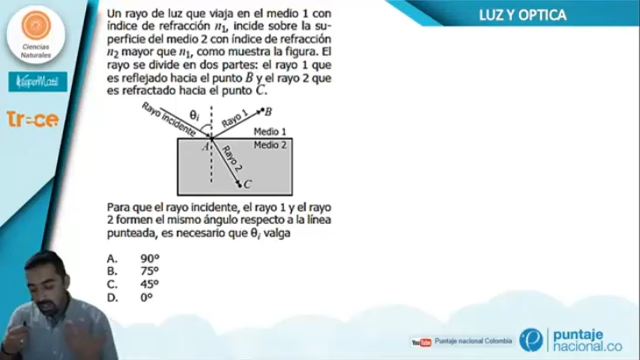 LUZ Y OPTICA
Ciencias
Naturales
Un rayo de luz que viaja en el medio 1 con
índice de refracción n1, incide sobre la su-
perficie del medio 2 con índice de refracción
n2 mayor que n1, como muestra la figura. El
rayo se divide en dos partes: el rayo 1 que
es reflejado hacia el punto B y el rayo 2 que
es refractado hacia el punto C.
Rayo incidente
θi
Rayo 1
B
Medio 1
Medio 2
A
Rayo 2
C
Para que el rayo incidente, el rayo 1 y el rayo
2 formen el mismo ángulo respecto a la línea
punteada, es necesario que θi valga
A. 90º
B. 75º
C. 45º
D. 0º
YouTube Puntaje nacional Colombia
puntaje
nacional.co